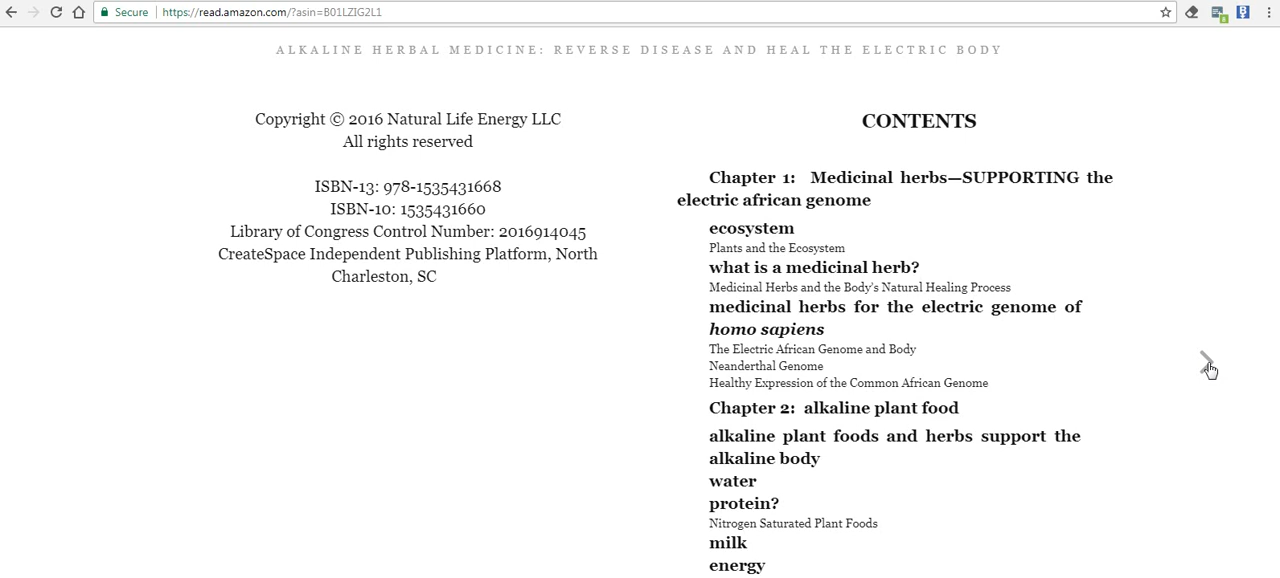 Secure
https://read.amazon.com/?asin=B01LZIG2L1
ALKALINE HERBAL MEDICINE: REVERSE DISEASE AND HEAL THE ELECTRIC BODY
Copyright © 2016 Natural Life Energy LLC
All rights reserved
ISBN-13: 978-1535431668
ISBN-10: 1535431660
Library of Congress Control Number: 2016914045
CreateSpace Independent Publishing Platform, North
Charleston, SC
CONTENTS
Chapter 1: Medicinal herbs—SUPPORTING the
electric african genome
ecosystem
Plants and the Ecosystem
what is a medicinal herb?
Medicinal Herbs and the Body's Natural Healing Process
medicinal herbs for the electric genome of
homo sapiens
The Electric African Genome and Body
Neanderthal Genome
Healthy Expression of the Common African Genome
Chapter 2: alkaline plant food
alkaline plant foods and herbs support the
alkaline body
water
protein?
Nitrogen Saturated Plant Foods
milk
energy